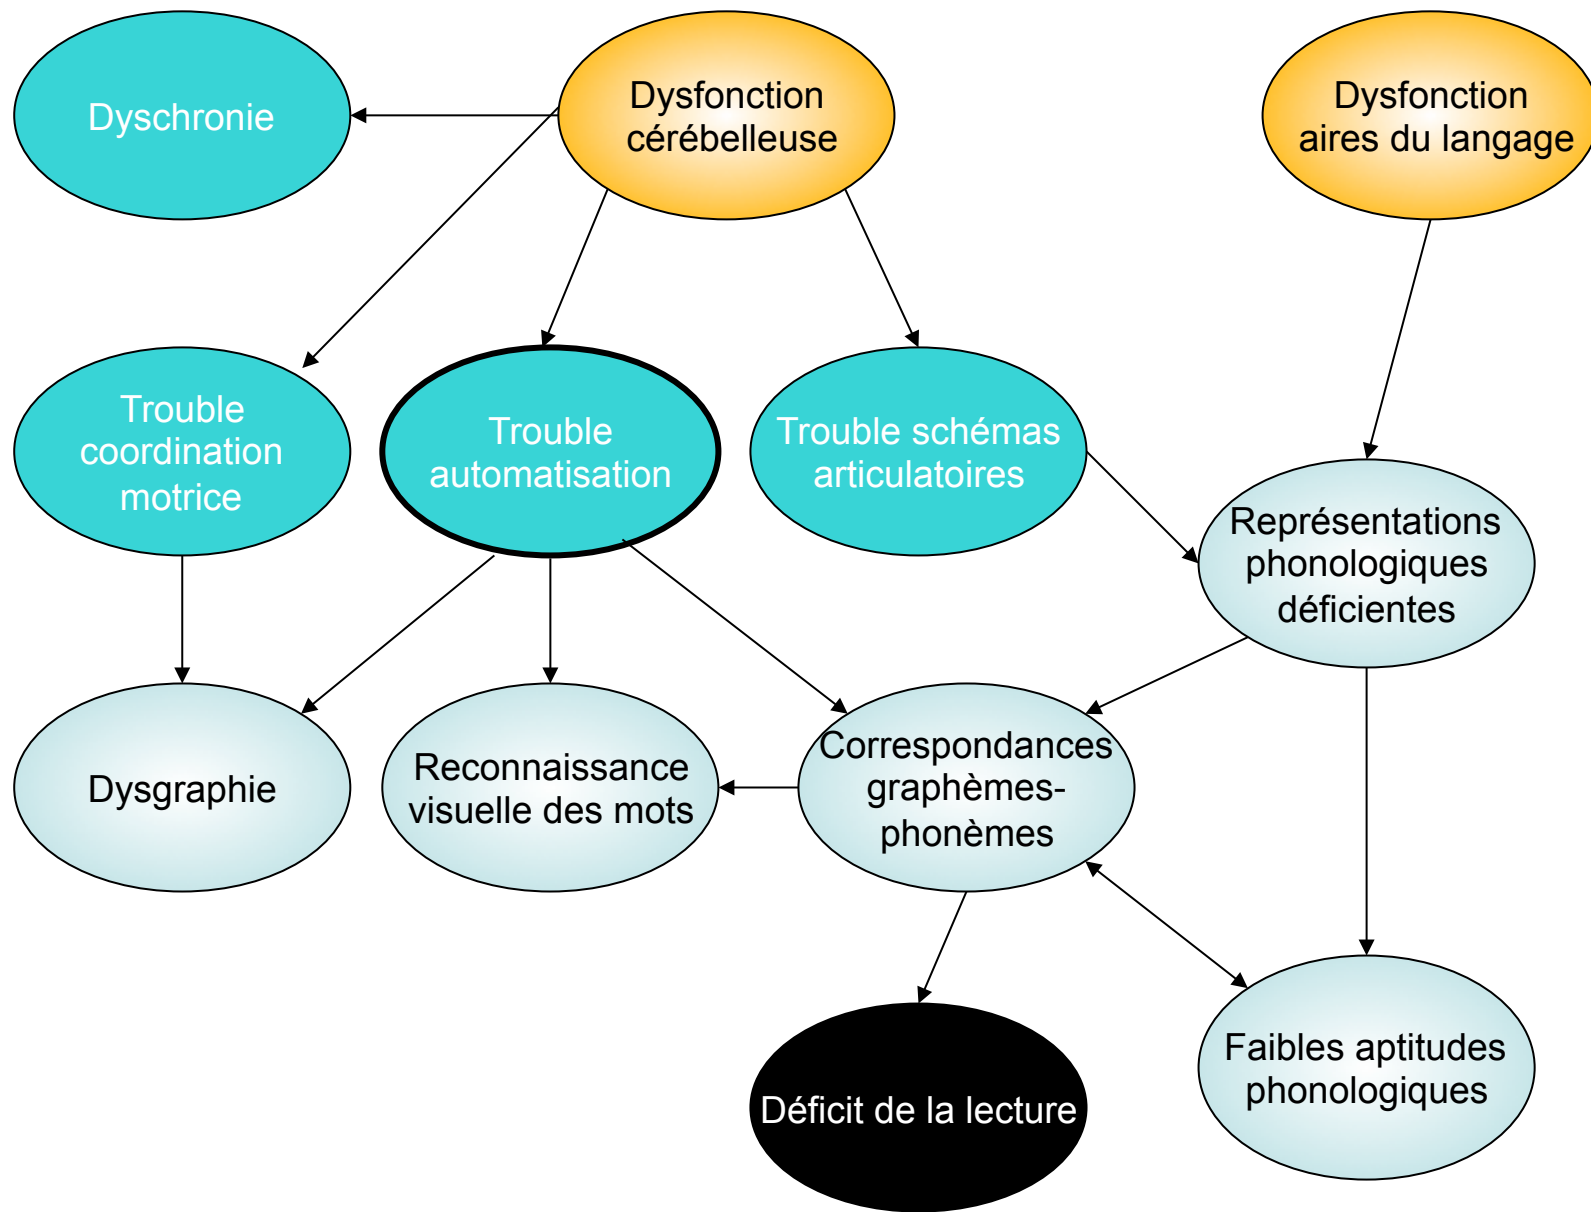 Dyschronie
Dysfonction
cérébelleuse
Dysfonction
aires du langage
Trouble
coordination
motrice
Trouble
automatisation
Trouble schémas
articulatoires
Représentations
phonologiques
déficientes
Dysgraphie
Reconnaissance
visuelle des mots
Correspondances
graphèmes-
phonèmes
Déficit de la lecture
Faibles aptitudes
phonologiques